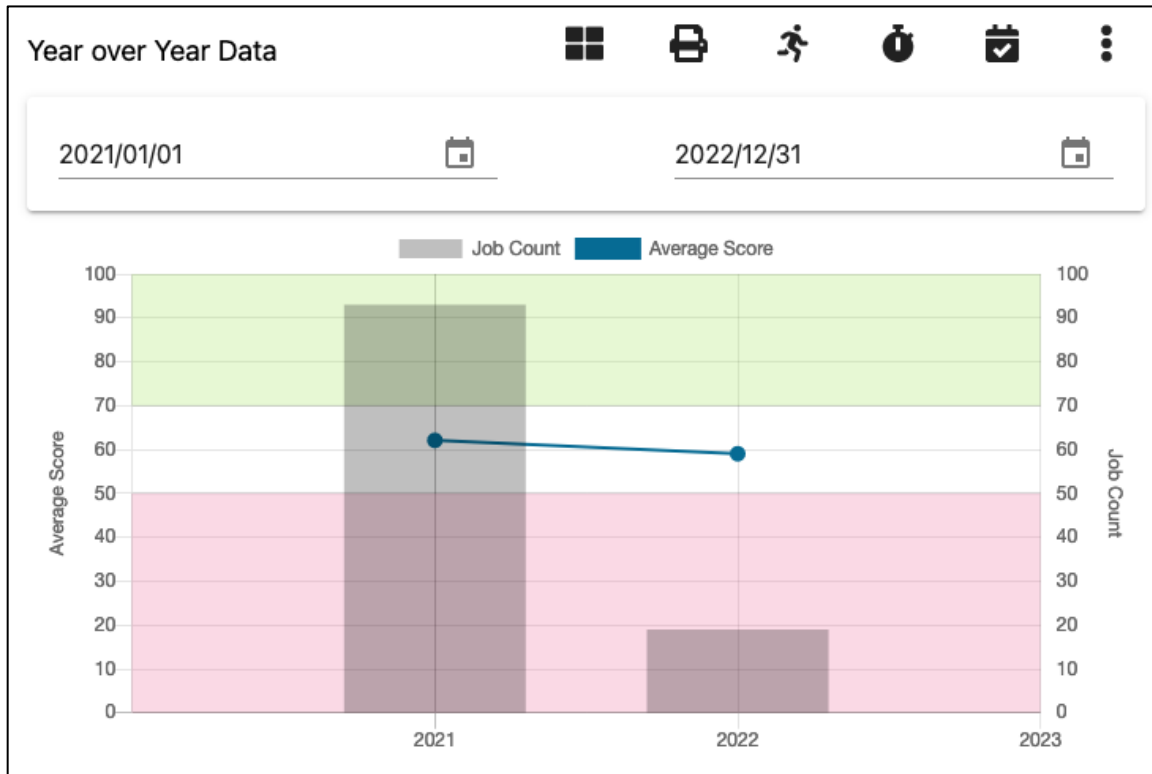 Year over Year Data
2021/01/01 2022/12/31
Job Count Average Score
100 100
90 90
80 80
70 70
60 60
50 50
40 40
30 30
20 20
10 10
0 0
Average Score
Job Count
2021 2022 2023